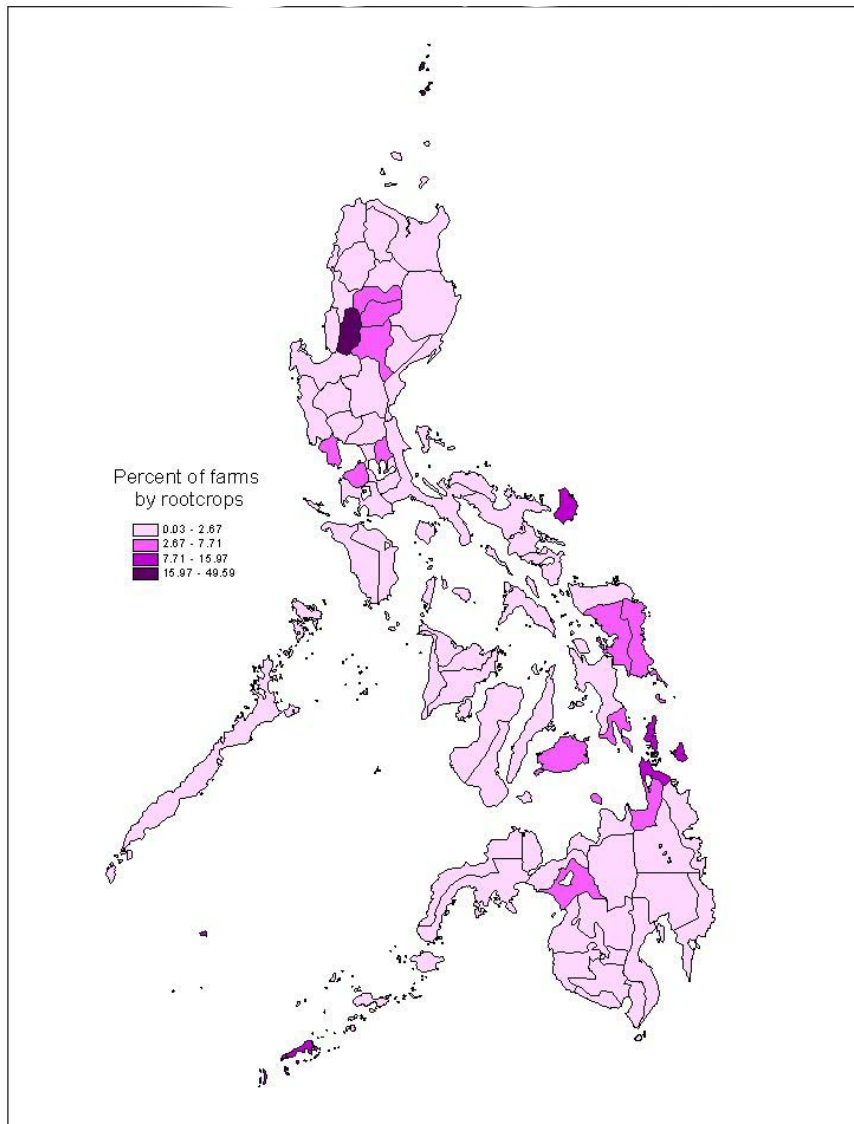 Percent of farms
by rootcrops
0.03 - 2.67
2.67 - 7.71
7.71 - 15.97
15.97 - 49.59